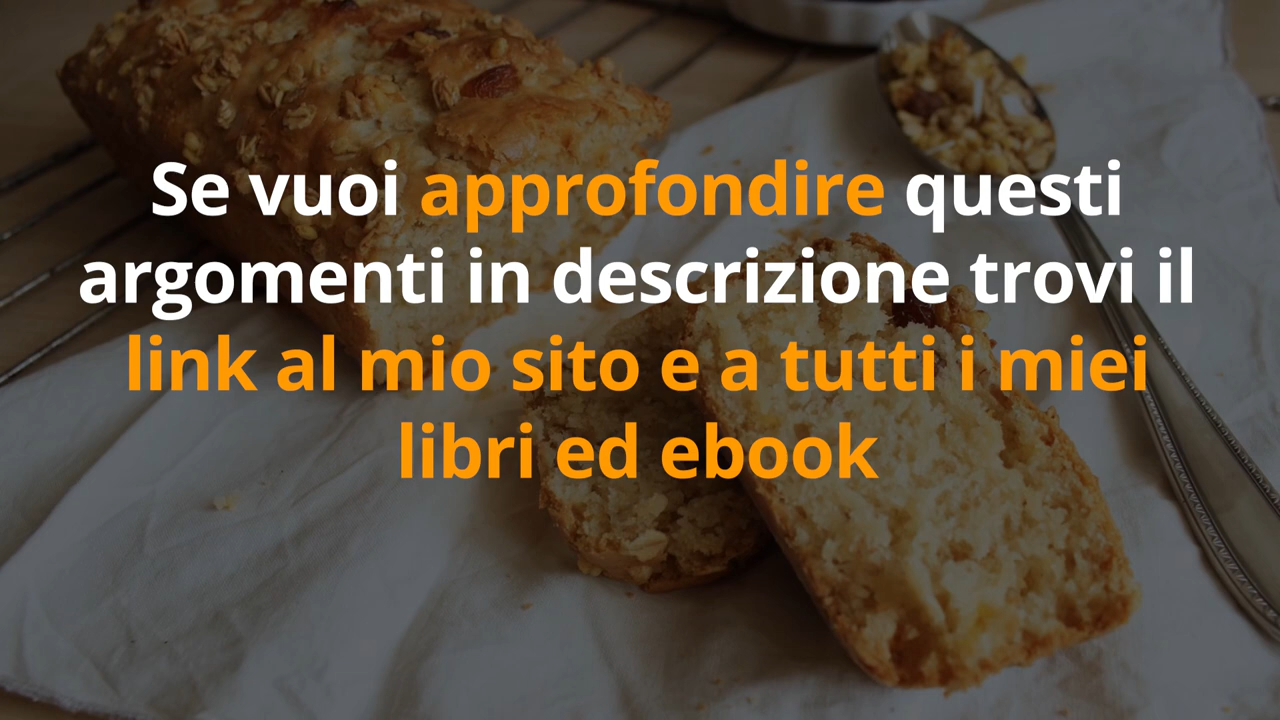 Se vuoi approfondire questi
argomenti in descrizione trovi il
link al mio sito e a tutti i miei
libri ed ebook